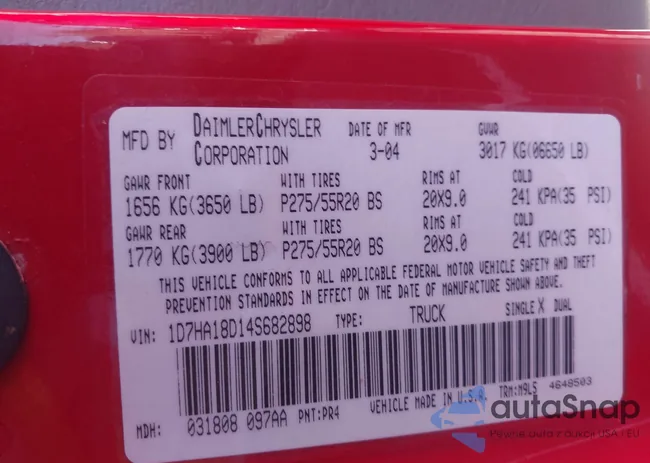 MFD BY DAIMLERCHRYSLER CORPORATION DATE OF MFR 3-04 GVWR 3017 KG(06650 LB)
GAWR FRONT WITH TIRES RIMS AT COLD
1656 KG(3650 LB) P275/55R20 BS 20X9.0 241 KPA(35 PSI)
GAWR REAR WITH TIRES RIMS AT COLD
1770 KG(3900 LB) P275/55R20 BS 20X9.0 241 KPA(35 PSI)
THIS VEHICLE CONFORMS TO ALL APPLICABLE FEDERAL MOTOR VEHICLE SAFETY AND THEFT
PREVENTION STANDARDS IN EFFECT ON THE DATE OF MANUFACTURE SHOWN ABOVE.
VIN: 1D7HA18D14S682898 TYPE: TRUCK SINGLE X DUAL
MDH: 031808 097AA PNT:PR4 VEHICLE MADE IN U.S.A. TRM:M9L5 4648503
autaSnap